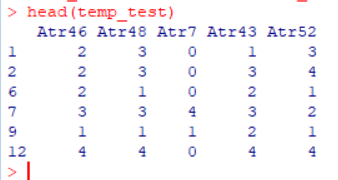 > head(temp_test)
   Atr46 Atr48 Atr7 Atr43 Atr52
1      2     3    0     1     3
2      2     3    0     3     4
6      2     1    0     2     1
7      3     3    4     3     2
9      1     1    1     2     1
12     4     4    0     4     4
>